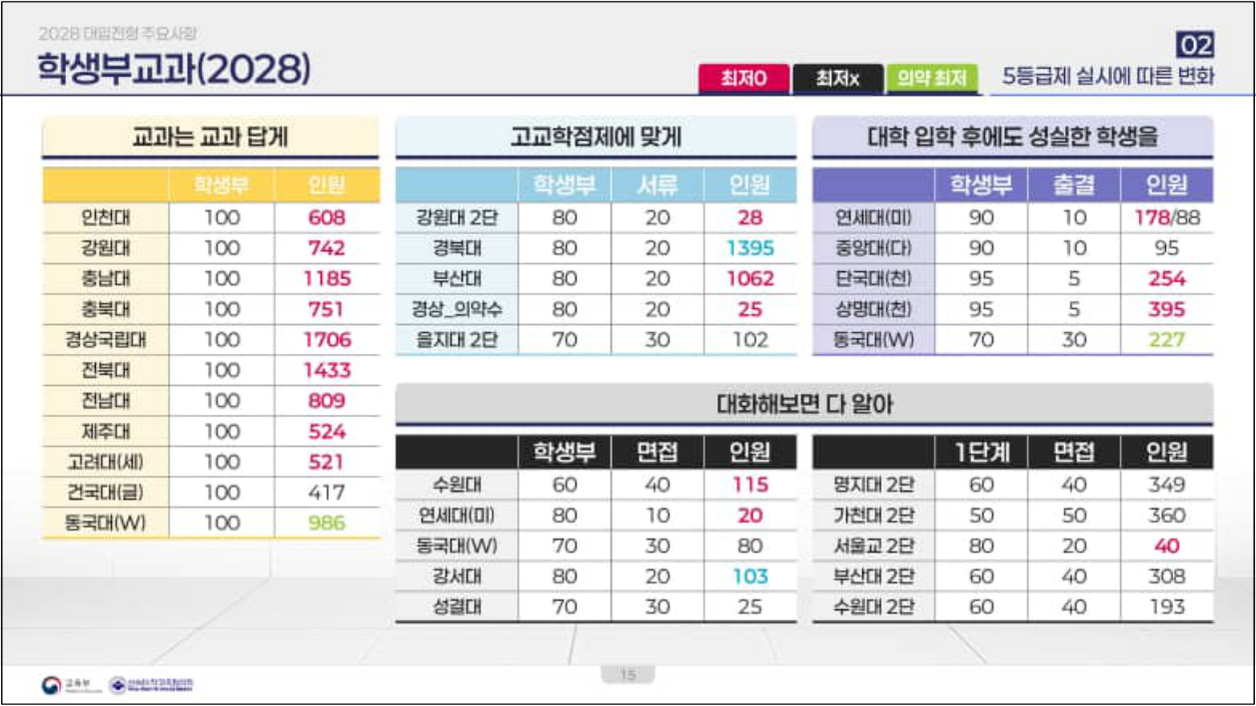 2028 대입전형 주요사항
학생부교과(2028)
최저O 최저x 의약 최저
02
5등급제 실시에 따른 변화
교과는 교과 답게
학생부 인원
인천대 100 608
강원대 100 742
충남대 100 1185
충북대 100 751
경상국립대 100 1706
전북대 100 1433
전남대 100 809
제주대 100 524
고려대(세) 100 521
건국대(글) 100 417
동국대(W) 100 986
고교학점제에 맞게
학생부 서류 인원
강원대 2단 80 20 28
경북대 80 20 1395
부산대 80 20 1062
경상_의약수 80 20 25
을지대 2단 70 30 102
대학 입학 후에도 성실한 학생을
학생부 출결 인원
연세대(미) 90 10 178/88
중앙대(다) 90 10 95
단국대(천) 95 5 254
상명대(천) 95 5 395
동국대(W) 70 30 227
대화해보면 다 알아
학생부 면접 인원
수원대 60 40 115
연세대(미) 80 10 20
동국대(W) 70 30 80
강서대 80 20 103
성결대 70 30 25
1단계 면접 인원
명지대 2단 60 40 349
가천대 2단 50 50 360
서울교 2단 80 20 40
부산대 2단 60 40 308
수원대 2단 60 40 193
15
교육부